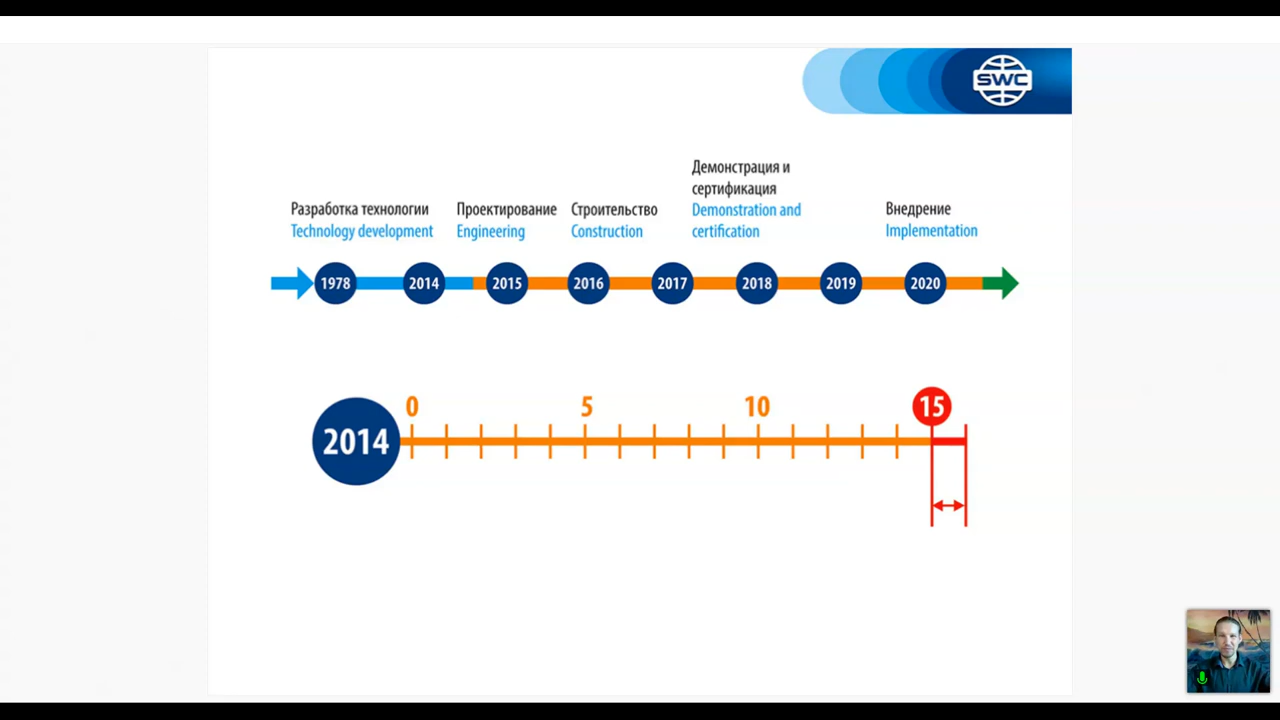 SWC
Демонстрация и
сертификация
Demonstration and
certification
Разработка технологии
Technology development
Проектирование
Engineering
Строительство
Construction
Внедрение
Implementation
1978 2014 2015 2016 2017 2018 2019 2020
0 5 10 15
2014